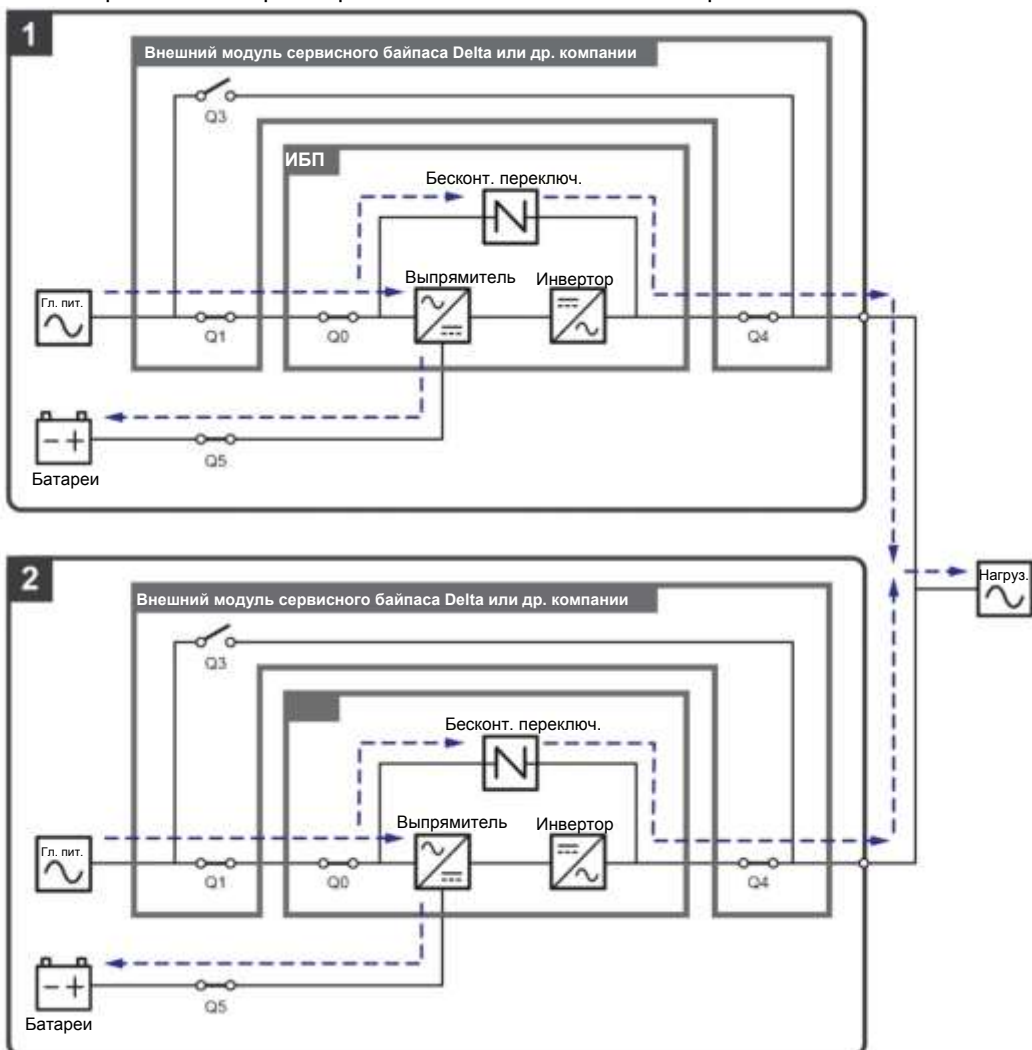 1
Внешний модуль сервисного байпаса Delta или др. компании
Q3
ИБП
Бесконт. переключ.
Выпрямитель
Инвертор
Гл. пит.
Q1
Q0
Q4
Q5
Батареи
2
Внешний модуль сервисного байпаса Delta или др. компании
Q3
Бесконт. переключ.
Выпрямитель
Инвертор
Гл. пит.
Q1
Q0
Q4
Q5
Батареи
Нагруз.